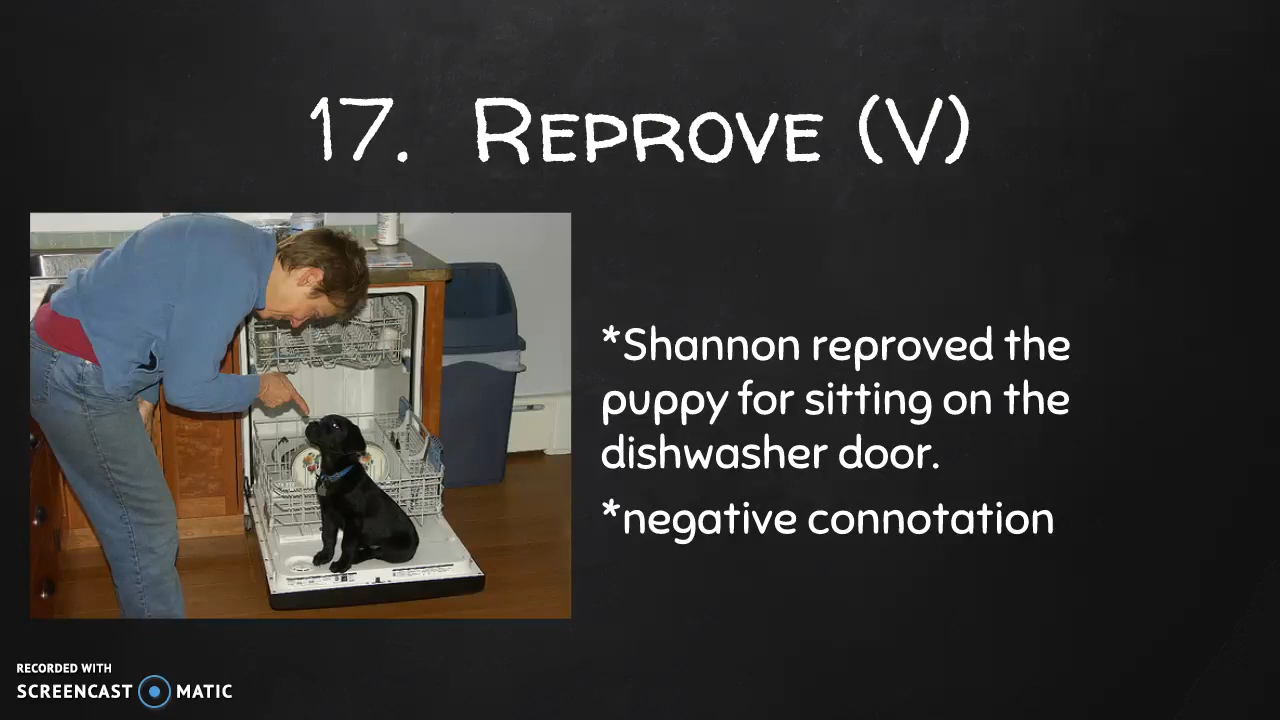 17. Reprove (V)
*Shannon reproved the
puppy for sitting on the
dishwasher door.
*negative connotation
RECORDED WITH
SCREENCAST MATIC